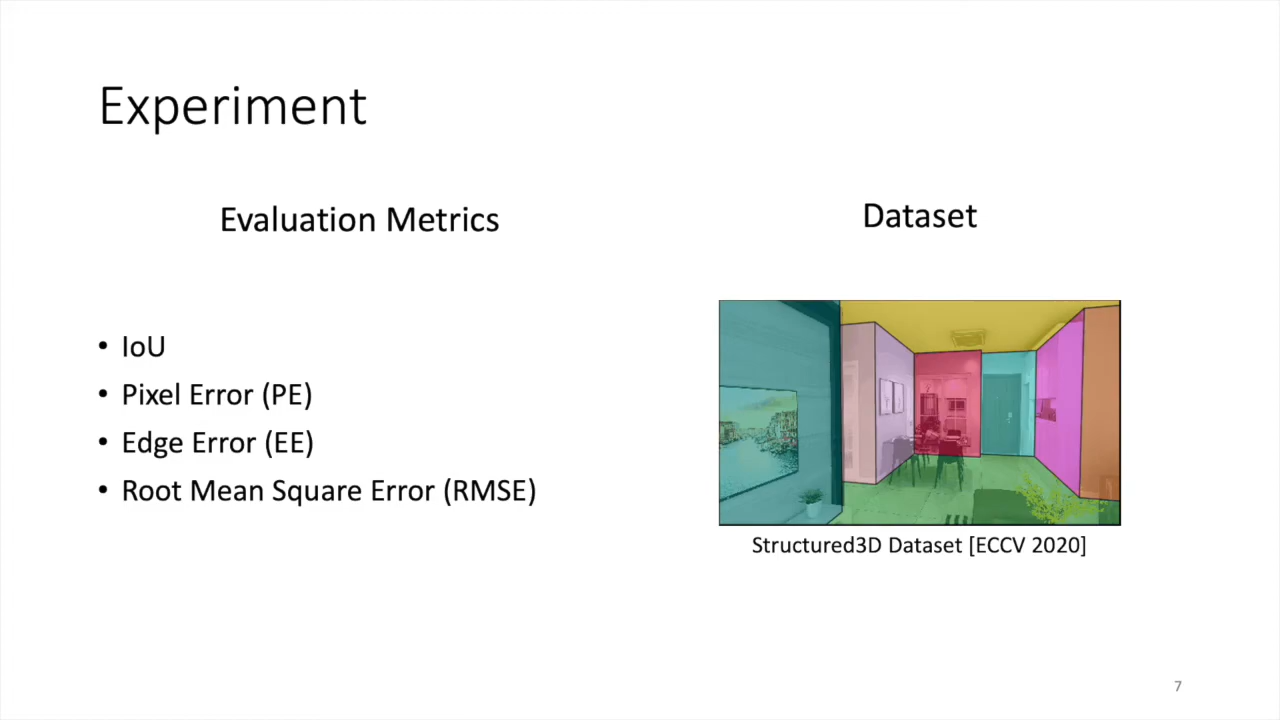 Experiment
Evaluation Metrics
• IoU
• Pixel Error (PE)
• Edge Error (EE)
• Root Mean Square Error (RMSE)
Dataset
Structured3D Dataset [ECCV 2020]
7